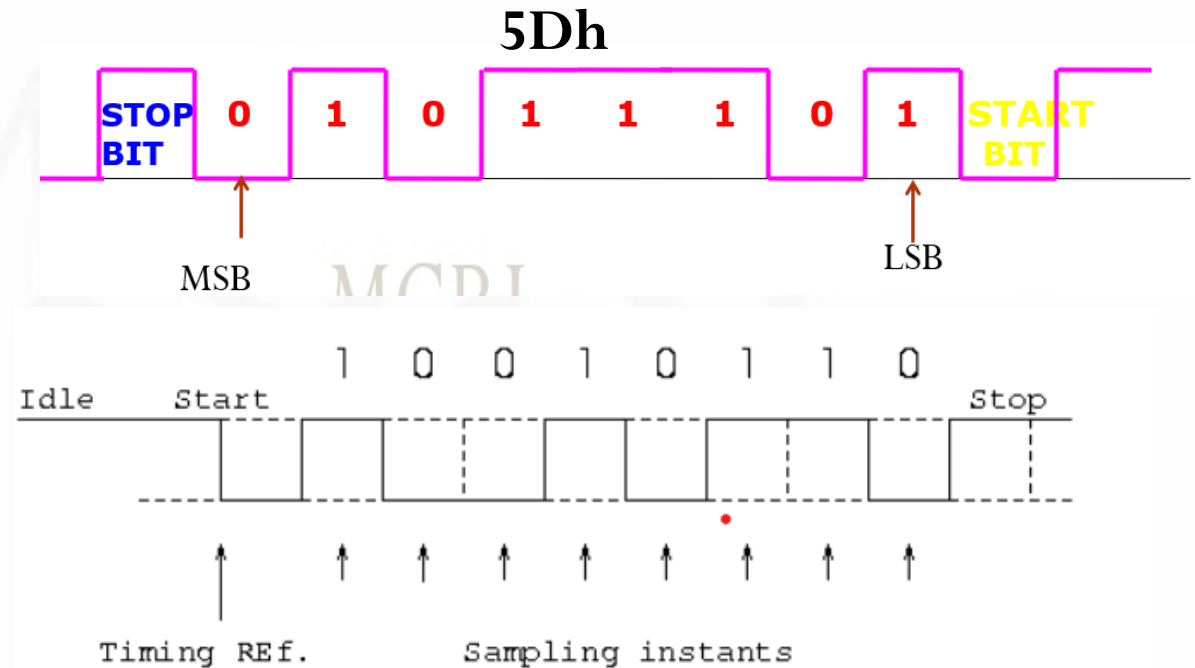 5Dh
STOP BIT 0 1 0 1 1 1 0 1 START BIT
MSB
LSB
1 0 0 1 0 1 1 0
Idle Start Stop
Timing REf. Sampling instants